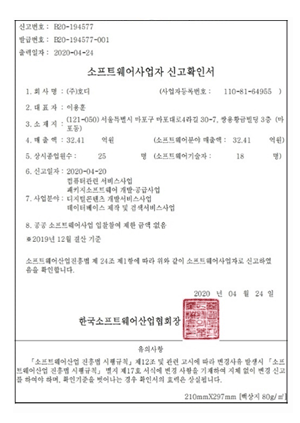 신고번호: B20-194577
발급번호: B20-194577-001
출력일자: 2020-04-24
소프트웨어사업자 신고확인서
1. 회 사 명 : (주)호디 (사업자등록번호: 110-81-64955 )
2. 대 표 자 : 이용훈
3. 소 재 지 : (121-050) 서울특별시 마포구 마포대로4라길 30-7, 쌍용황금빌딩 3층 (마
포동)
4. 매 출 액 : 32.41 억원 (소프트웨어분야 매출액: 32.41 억원)
5. 상시종업원수: 25 명 (소프트웨어기술자 : 18 명)
6. 신고일자 : 2020-04-20
컴퓨터관련 서비스사업
패키지소프트웨어 개발·공급사업
7. 사업분야 : 디지털콘텐츠 개발서비스사업
데이터베이스 제작 및 검색서비스사업
8. 공공 소프트웨어사업 입찰참여 제한 금액 없음
※2019년 12월 결산 기준
소프트웨어산업진흥법 제 24조 제1항에 따라 위와 같이 소프트웨어사업자로 신고하였
음을 확인합니다.
2020 년 04 월 24 일
한국소프트웨어산업협회장
유의사항
「소프트웨어산업 진흥법 시행규칙」제12조 및 관련 고시에 따라 변경사유 발생시 「소프트
웨어산업 진흥법 시행규칙」 별지 제17호 서식에 변경 사항을 기재하여 지체 없이 변경 신고
를 하여야 하며, 확인기준을 벗어나는 경우 확인서의 효력은 상실됩니다.
210mmX297mm [백상지 80g/㎡]